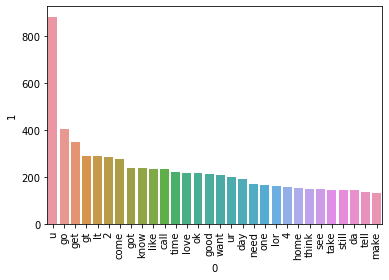 800
600
400
200
0
1
u
go
get
gt
lt
2
come
got
know
like
call
time
love
ok
good
want
ur
day
need
one
lor
4
home
think
see
take
still
da
tell
make
0